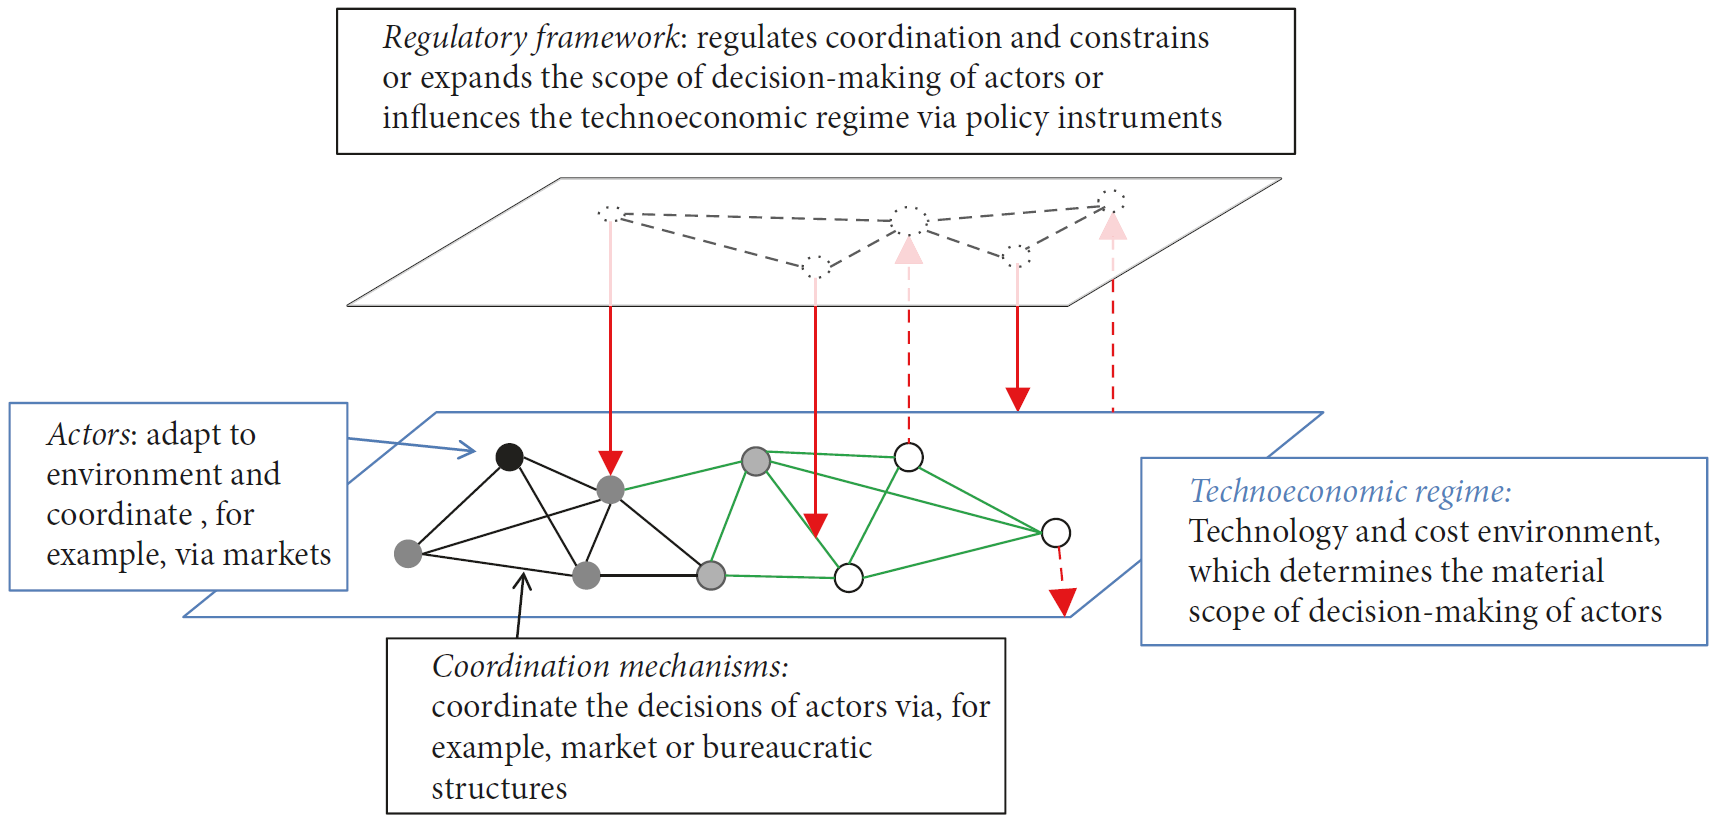 Regulatory framework: regulates coordination and constrains
or expands the scope of decision-making of actors or
influences the technoeconomic regime via policy instruments
Actors: adapt to
environment and
coordinate , for
example, via markets
Technoeconomic regime:
Technology and cost environment,
which determines the material
scope of decision-making of actors
Coordination mechanisms:
coordinate the decisions of actors via, for
example, market or bureaucratic
structures